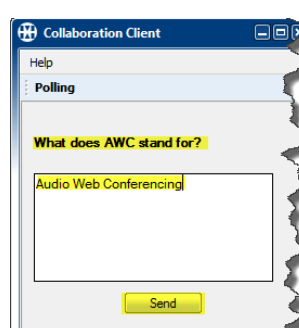 Collaboration Client
Help
Polling
What does AWC stand for?
Audio Web Conferencing
Send